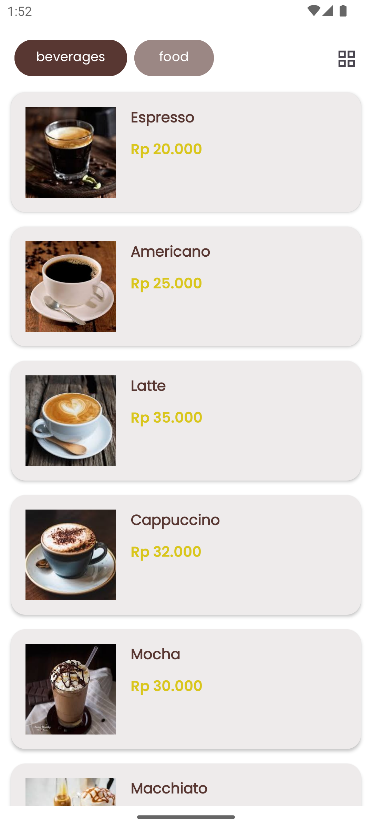 1:52
beverages food
Espresso
Rp 20.000
Americano
Rp 25.000
Latte
Rp 35.000
Cappuccino
Rp 32.000
Mocha
Rp 30.000
Macchiato